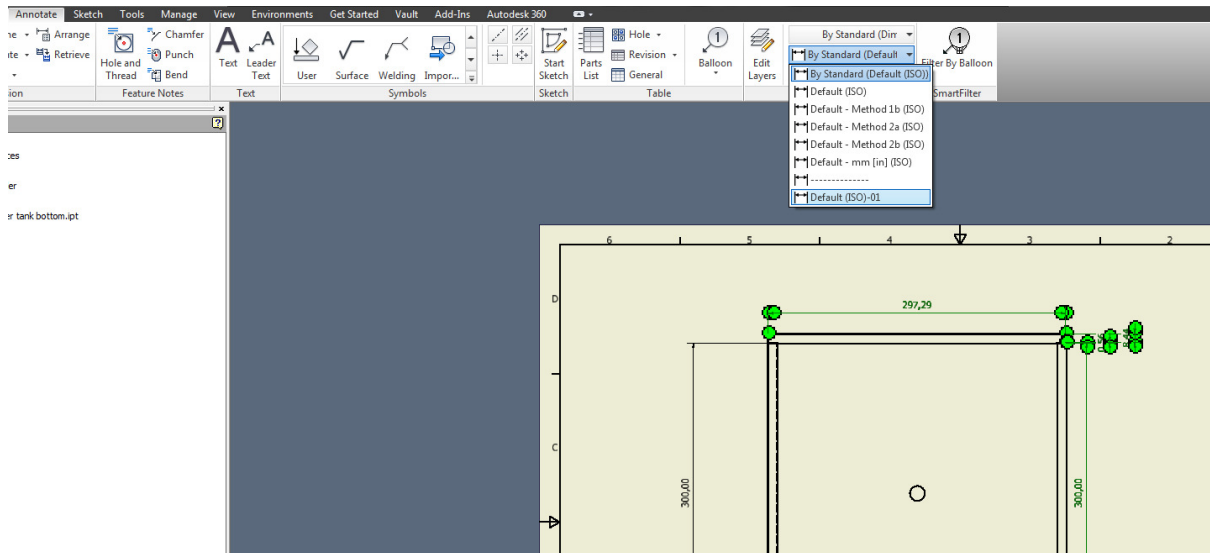 Annotate Sketch Tools Manage View Environments Get Started Vault Add-Ins Autodesk 360
Arrange
Retrieve
Hole and Thread
Chamfer
Punch
Bend
Feature Notes
Text
Leader Text
Text
User
Surface
Welding
Impor...
Symbols
Start Sketch
Sketch
Parts List
Hole
Revision
General
Table
1
Balloon
Edit Layers
By Standard (Dim
By Standard (Default
1
Filter By Balloon
SmartFilter
By Standard (Default (ISO))
Default (ISO)
Default - Method 1b (ISO)
Default - Method 2a (ISO)
Default - Method 2b (ISO)
Default - mm [in] (ISO)
--------------
Default (ISO)-01
tank bottom.ipt
6 5 4 3 2
D
297,29
C
300,00
300,00